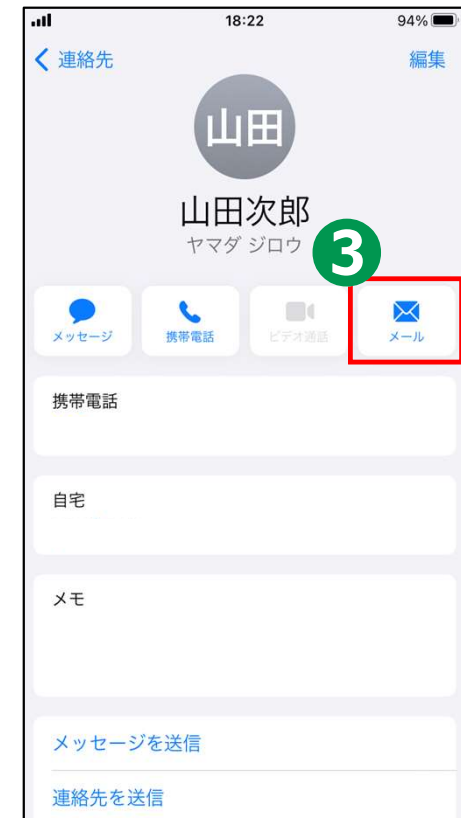 18:22
94%
連絡先
編集
山田
山田次郎
ヤマダ ジロウ
3
メッセージ
携帯電話
ビデオ通話
メール
携帯電話
自宅
メモ
メッセージを送信
連絡先を送信